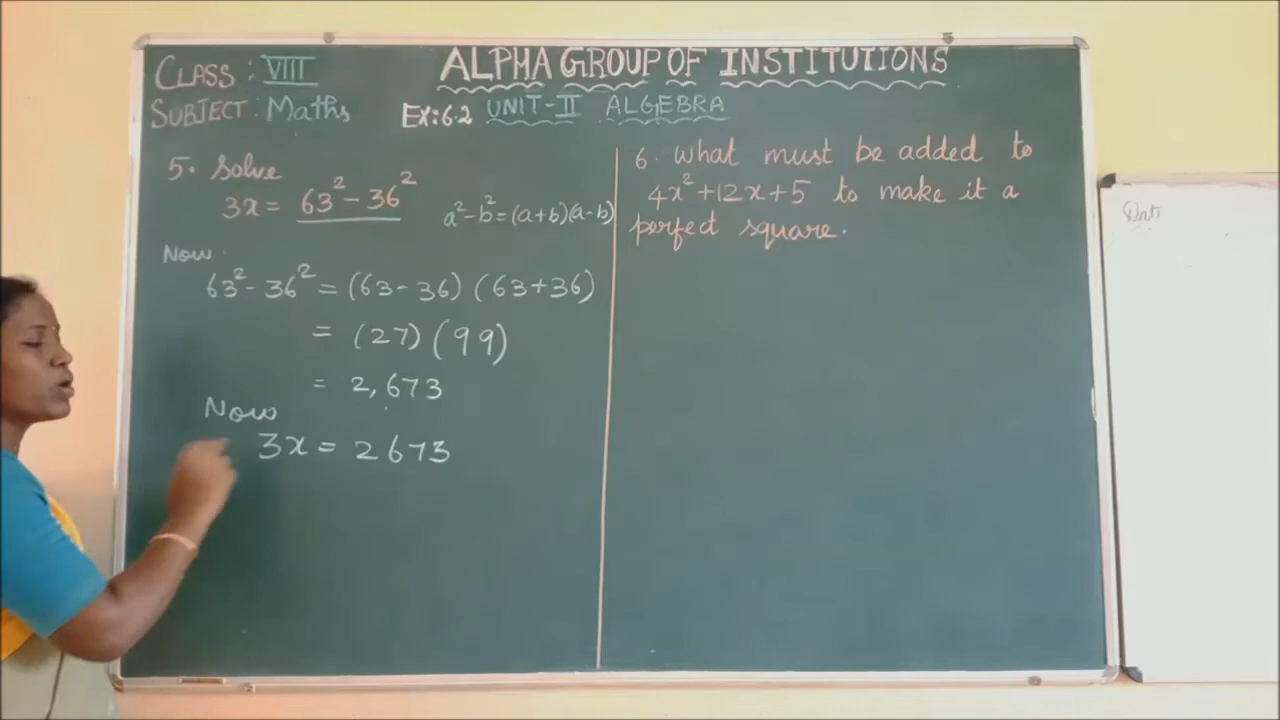 CLASS : VIII
ALPHA GROUP OF INSTITUTIONS
SUBJECT : Maths
Ex:6.2 UNIT-II ALGEBRA
5. Solve
3x = 63² - 36²
a² - b² = (a+b)(a-b)
Now
63² - 36² = (63 - 36) (63 + 36)
= (27) (99)
= 2,673
Now
3x = 2673
6. What must be added to
4x² + 12x + 5 to make it a
perfect square.
Date